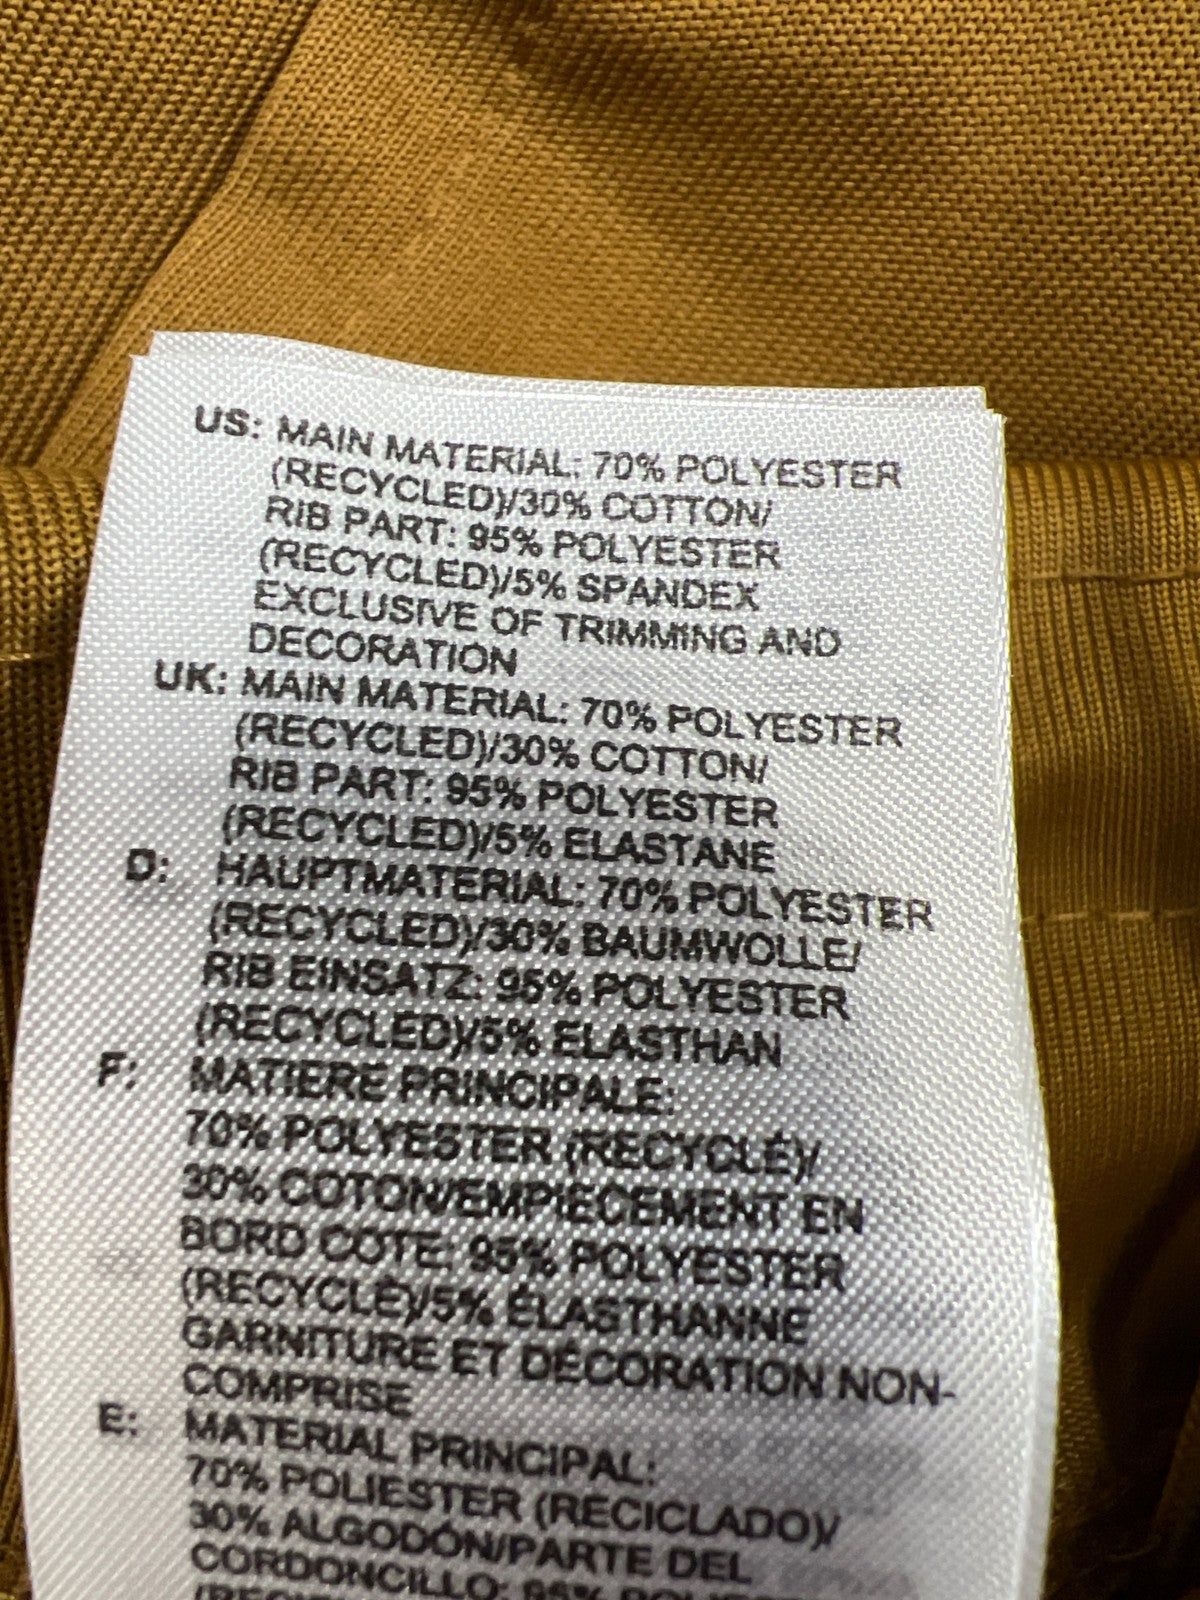 US: MAIN MATERIAL: 70% POLYESTER
(RECYCLED)/30% COTTON/
RIB PART: 95% POLYESTER
(RECYCLED)/5% SPANDEX
EXCLUSIVE OF TRIMMING AND
DECORATION
UK: MAIN MATERIAL: 70% POLYESTER
(RECYCLED)/30% COTTON/
RIB PART: 95% POLYESTER
(RECYCLED)/5% ELASTANE
D: HAUPTMATERIAL: 70% POLYESTER
(RECYCLED)/30% BAUMWOLLE/
RIB EINSATZ: 95% POLYESTER
(RECYCLED)/5% ELASTHAN
F: MATIERE PRINCIPALE:
70% POLYESTER (RECYCLÉ)/
30% COTON/EMPIECEMENT EN
BORD COTE: 95% POLYESTER
(RECYCLÉ)/5% ÉLASTHANNE
GARNITURE ET DÉCORATION NON-
COMPRISE
E: MATERIAL PRINCIPAL:
70% POLIESTER (RECICLADO)/
30% ALGODÓN/PARTE DEL
CORDONCILLO: 95%